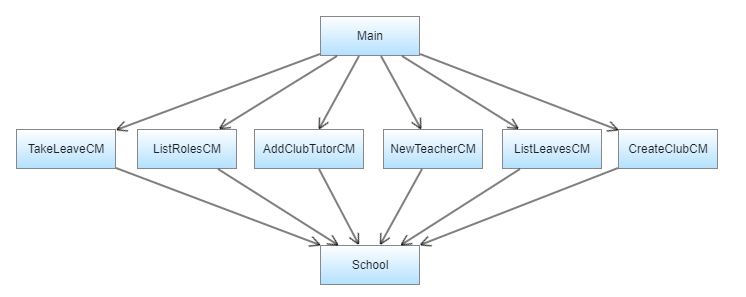 Main
TakeLeaveCM
ListRolesCM
AddClubTutorCM
NewTeacherCM
ListLeavesCM
CreateClubCM
School